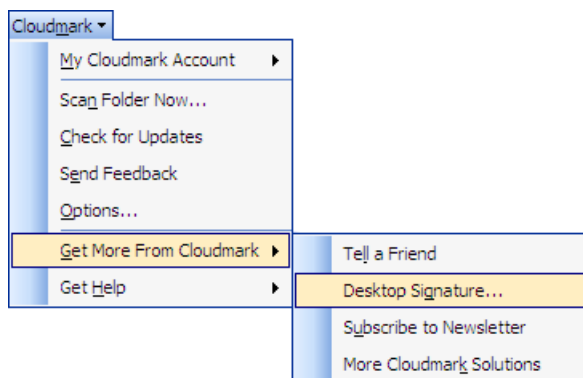 Cloudmark
My Cloudmark Account
Scan Folder Now...
Check for Updates
Send Feedback
Options...
Get More From Cloudmark
Get Help
Tell a Friend
Desktop Signature...
Subscribe to Newsletter
More Cloudmark Solutions